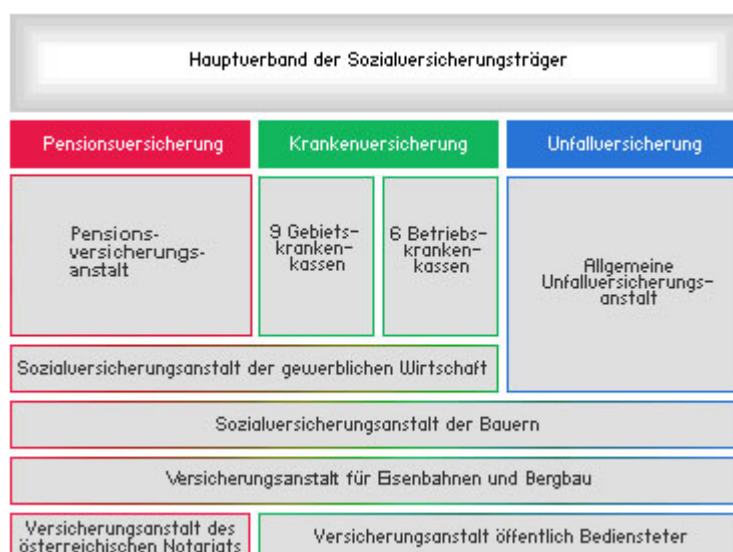 Hauptverband der Sozialversicherungsträger
Pensionsversicherung
Krankenversicherung
Unfallversicherung
Pensions-
versicherungs-
anstalt
9 Gebiets-
kranken-
kassen
6 Betriebs-
kranken-
kassen
Allgemeine
Unfallversicherungs-
anstalt
Sozialversicherungsanstalt der gewerblichen Wirtschaft
Sozialversicherungsanstalt der Bauern
Versicherungsanstalt für Eisenbahnen und Bergbau
Versicherungsanstalt des
österreichischen Notariats
Versicherungsanstalt öffentlich Bediensteter